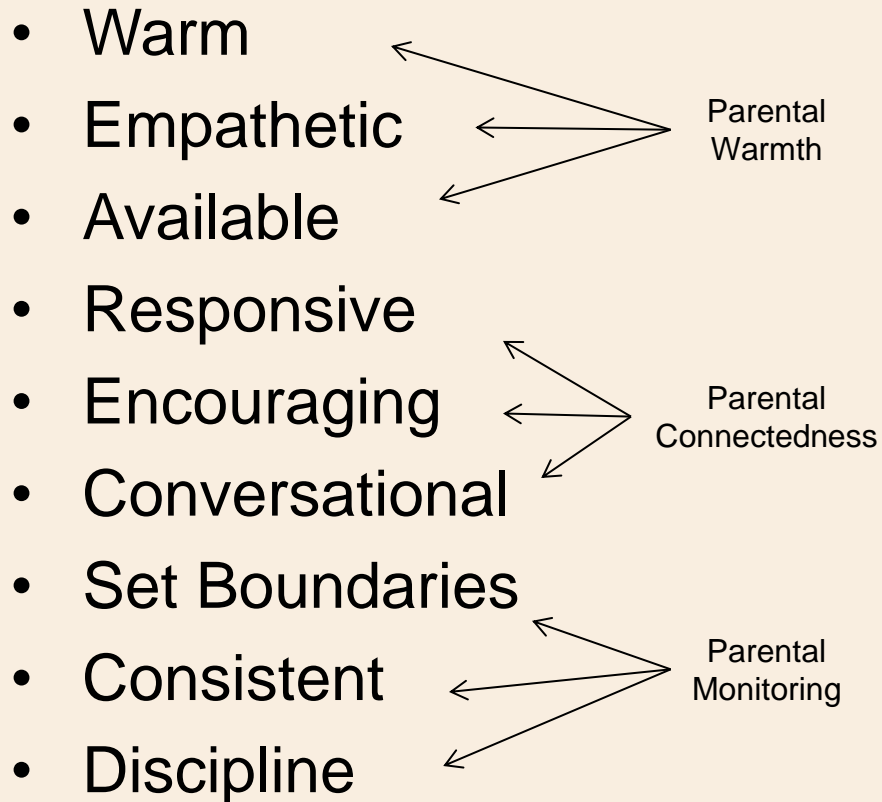 • Warm
• Empathetic
Parental
Warmth
• Available
• Responsive
• Encouraging
Parental
Connectedness
• Conversational
• Set Boundaries
• Consistent
Parental
Monitoring
• Discipline